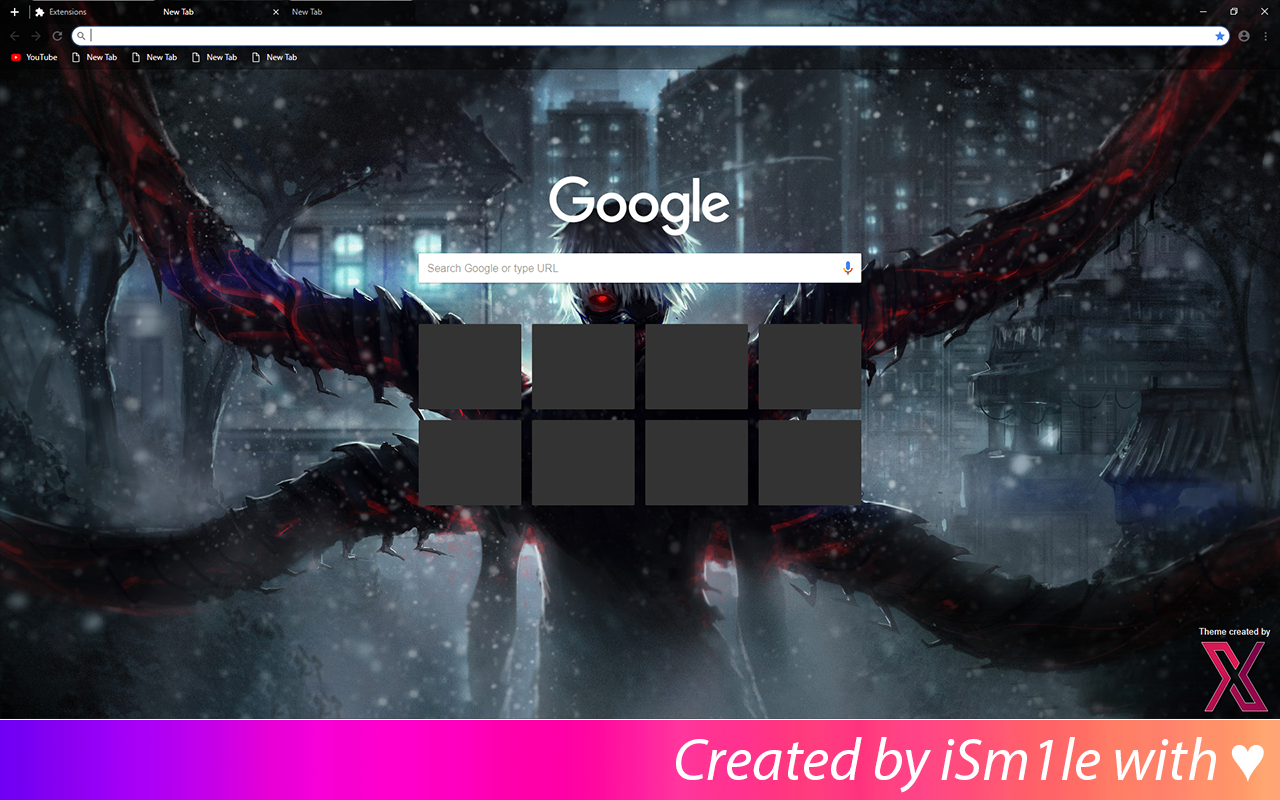 Extensions
New Tab
New Tab
YouTube
New Tab
New Tab
New Tab
New Tab
Google
Search Google or type URL
Theme created by
Created by iSm1le with ♥